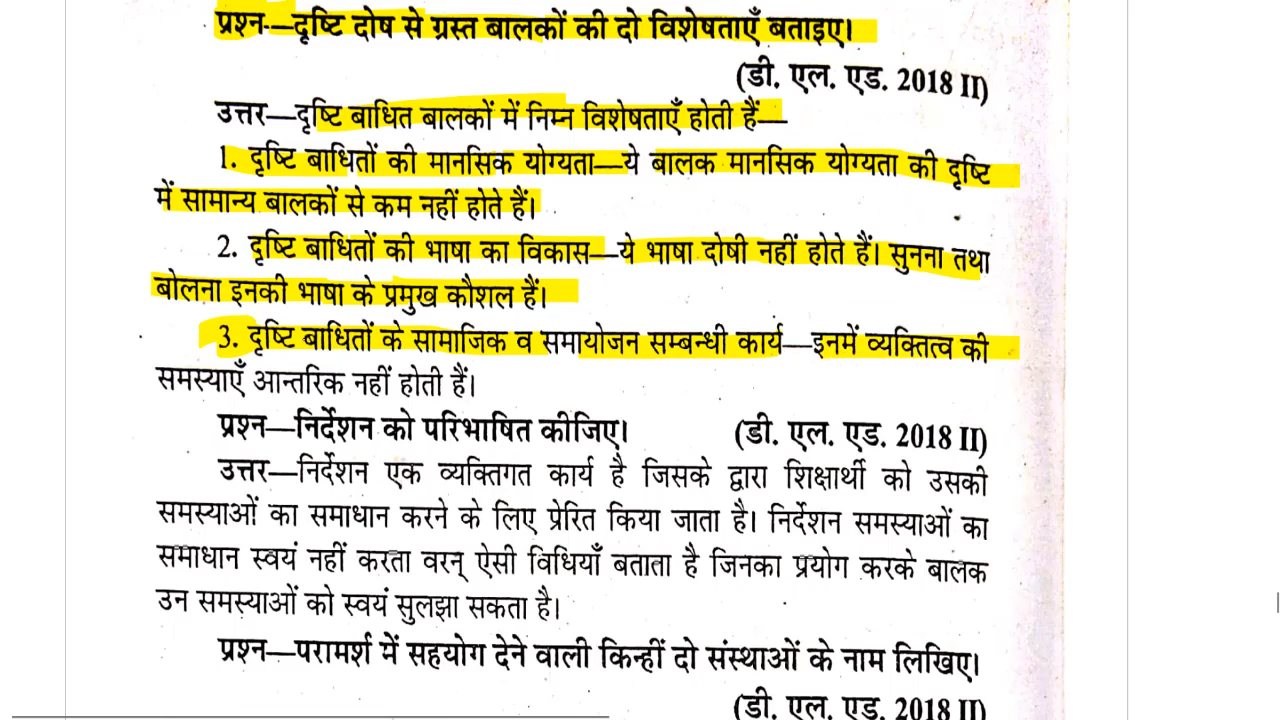 प्रश्न—दृष्टि दोष से ग्रस्त बालकों की दो विशेषताएँ बताइए।
(डी. एल. एड. 2018 II)
उत्तर—दृष्टि बाधित बालकों में निम्न विशेषताएँ होती हैं—
1. दृष्टि बाधितों की मानसिक योग्यता—ये बालक मानसिक योग्यता की दृष्टि
में सामान्य बालकों से कम नहीं होते हैं।
2. दृष्टि बाधितों की भाषा का विकास—ये भाषा दोषी नहीं होते हैं। सुनना तथा
बोलना इनकी भाषा के प्रमुख कौशल हैं।
3. दृष्टि बाधितों के सामाजिक व समायोजन सम्बन्धी कार्य—इनमें व्यक्तित्व की
समस्याएँ आन्तरिक नहीं होती हैं।
प्रश्न—निर्देशन को परिभाषित कीजिए। (डी. एल. एड. 2018 II)
उत्तर—निर्देशन एक व्यक्तिगत कार्य है जिसके द्वारा शिक्षार्थी को उसकी
समस्याओं का समाधान करने के लिए प्रेरित किया जाता है। निर्देशन समस्याओं का
समाधान स्वयं नहीं करता वरन् ऐसी विधियाँ बताता है जिनका प्रयोग करके बालक
उन समस्याओं को स्वयं सुलझा सकता है।
प्रश्न—परामर्श में सहयोग देने वाली किन्हीं दो संस्थाओं के नाम लिखिए।
(डी. एल. एड. 2018 II)